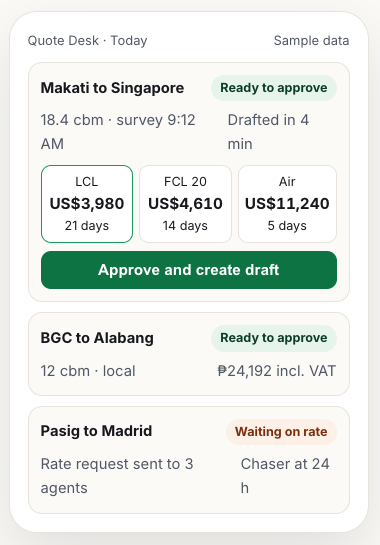 Quote Desk · Today
Sample data
Makati to Singapore
Ready to approve
18.4 cbm · survey 9:12
AM
Drafted in 4
min
LCL
US$3,980
21 days
FCL 20
US$4,610
14 days
Air
US$11,240
5 days
Approve and create draft
BGC to Alabang
Ready to approve
12 cbm · local
₱24,192 incl. VAT
Pasig to Madrid
Waiting on rate
Rate request sent to 3
agents
Chaser at 24
h